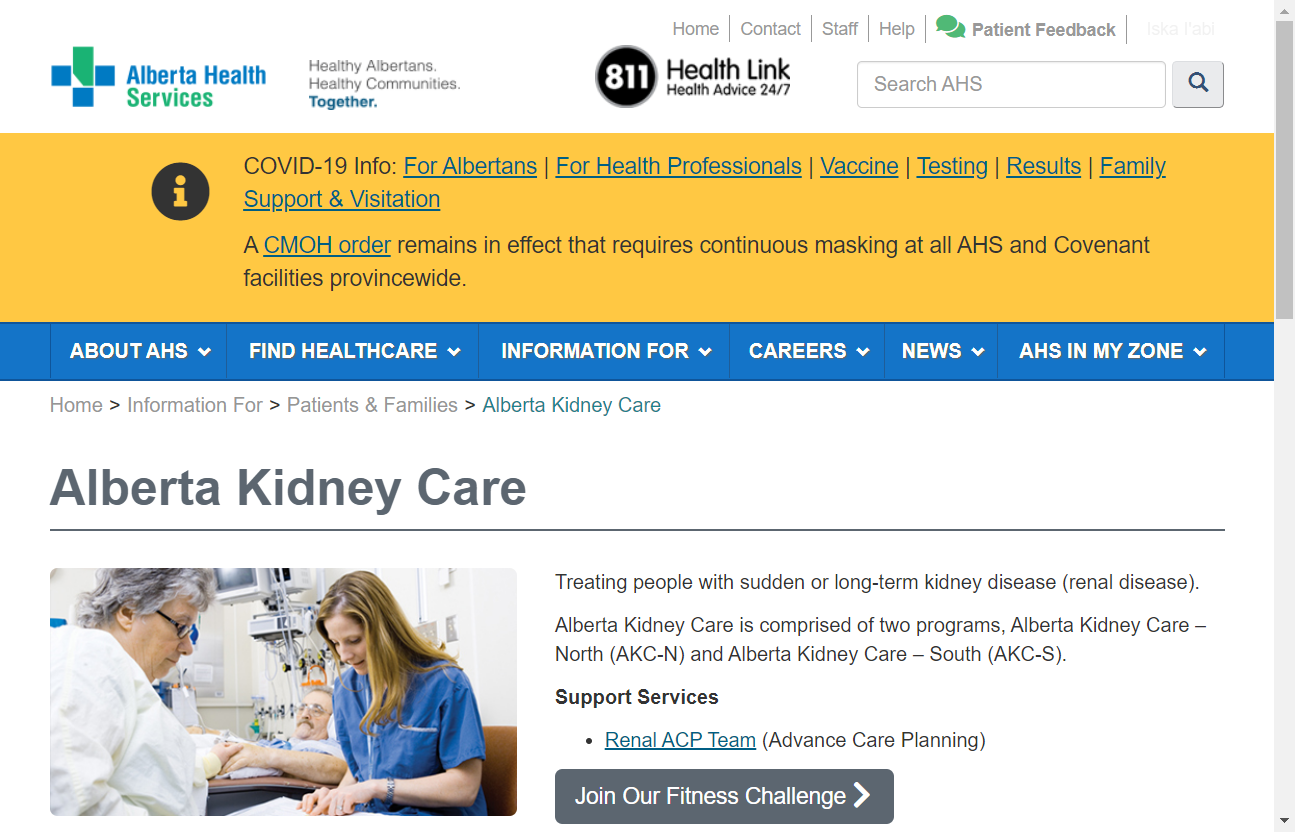 Home Contact Staff Help Patient Feedback Iska l'abi
Alberta Health
Services
Healthy Albertans.
Healthy Communities.
Together.
811 Health Link
Health Advice 24/7
Search AHS
COVID-19 Info: For Albertans | For Health Professionals | Vaccine | Testing | Results | Family
Support & Visitation
A CMOH order remains in effect that requires continuous masking at all AHS and Covenant
facilities provincewide.
ABOUT AHS FIND HEALTHCARE INFORMATION FOR CAREERS NEWS AHS IN MY ZONE
Home > Information For > Patients & Families > Alberta Kidney Care
Alberta Kidney Care
Treating people with sudden or long-term kidney disease (renal disease).
Alberta Kidney Care is comprised of two programs, Alberta Kidney Care –
North (AKC-N) and Alberta Kidney Care – South (AKC-S).
Support Services
• Renal ACP Team (Advance Care Planning)
Join Our Fitness Challenge